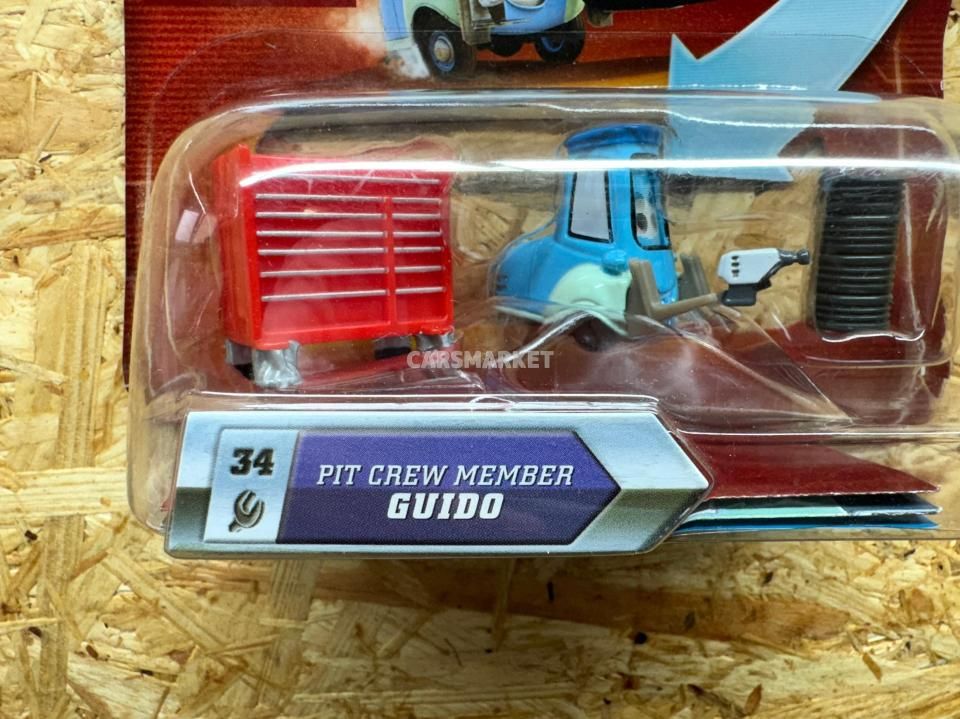 CARSMARKET
34
PIT CREW MEMBER
GUIDO